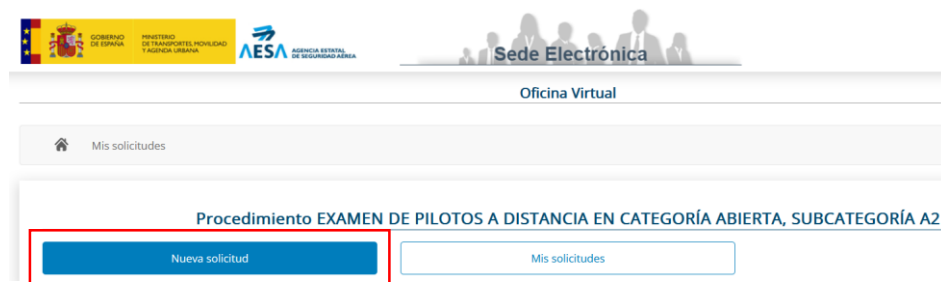 GOBIERNO
DE ESPAÑA
MINISTERIO
DE TRANSPORTES, MOVILIDAD
Y AGENDA URBANA
AESA AGENCIA ESTATAL
DE SEGURIDAD AÉREA
Sede Electrónica
Oficina Virtual
Mis solicitudes
Procedimiento EXAMEN DE PILOTOS A DISTANCIA EN CATEGORÍA ABIERTA, SUBCATEGORÍA A2
Nueva solicitud
Mis solicitudes